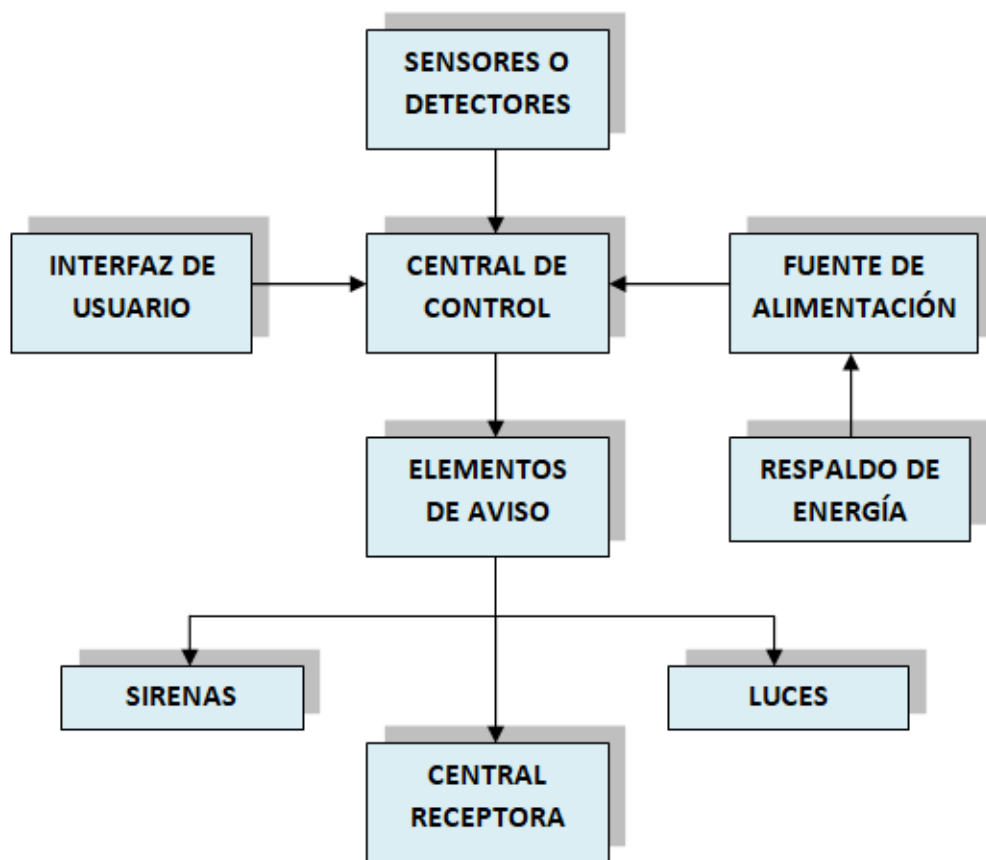 SENSORES O
DETECTORES
INTERFAZ DE
USUARIO
CENTRAL DE
CONTROL
FUENTE DE
ALIMENTACIÓN
ELEMENTOS
DE AVISO
RESPALDO DE
ENERGÍA
SIRENAS
LUCES
CENTRAL
RECEPTORA